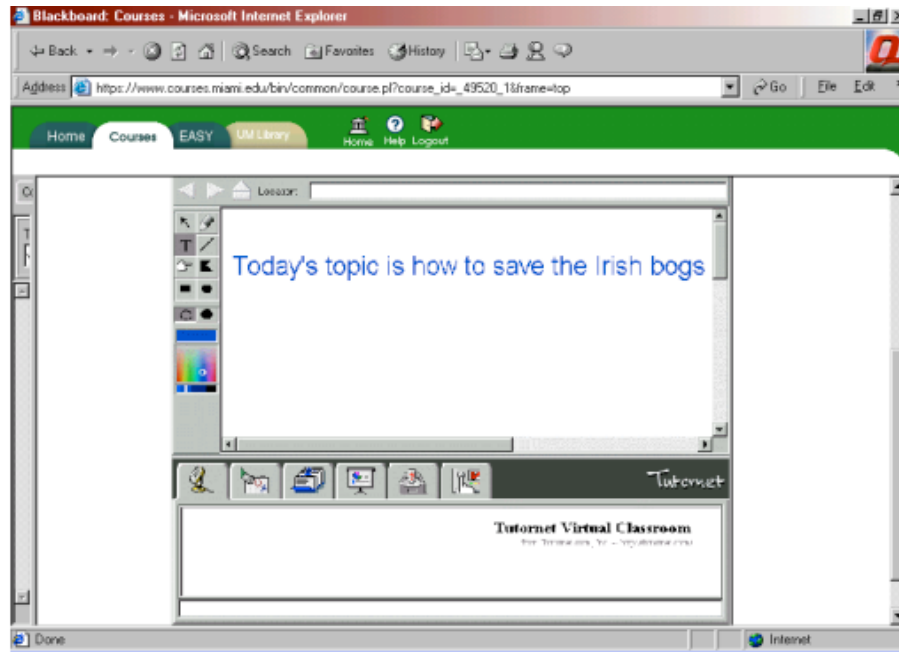 Blackboard: Courses - Microsoft Internet Explorer
Back Search Favorites History
Address https://www.courses.miami.edu/bin/common/course.pl?course_id=_49520_1&frame=top Go File Edit
Home Courses EASY UM Library Home Help Logout
Location:
T
Today's topic is how to save the Irish bogs
Tutornet
Tutornet Virtual Classroom
Done Internet